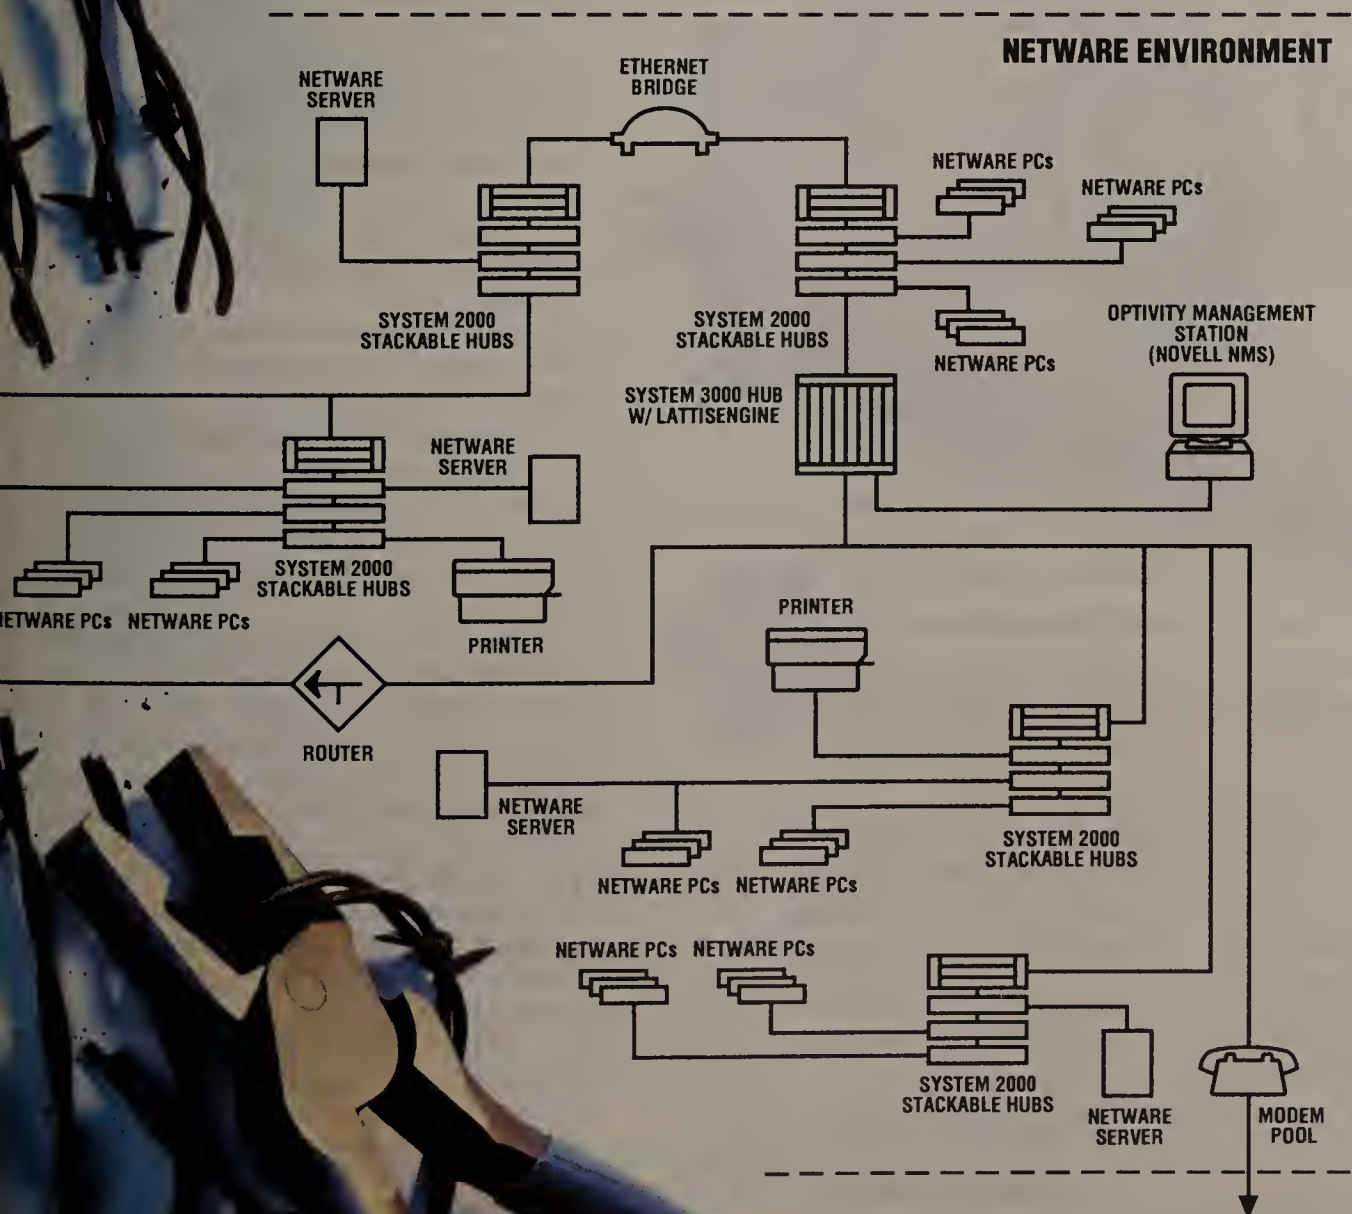 NETWARE ENVIRONMENT
ETHERNET
BRIDGE
NETWARE
SERVER
NETWARE PCs
NETWARE PCs
SYSTEM 2000
STACKABLE HUBS
SYSTEM 2000
STACKABLE HUBS
OPTIVITY MANAGEMENT
STATION
(NOVELL NMS)
NETWARE PCs
SYSTEM 3000 HUB
W/ LATTISENGINE
NETWARE
SERVER
SYSTEM 2000
STACKABLE HUBS
PCs
NETWARE PCs
PRINTER
PRINTER
ROUTER
NETWARE
SERVER
SYSTEM 2000
STACKABLE HUBS
NETWARE PCs
NETWARE PCs
NETWARE PCs
NETWARE PCs
SYSTEM 2000
STACKABLE HUBS
NETWARE
SERVER
MODEM
POOL